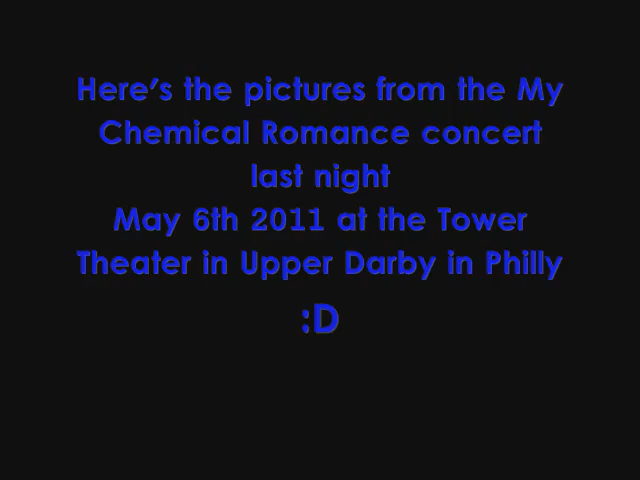 Here's the pictures from the My
Chemical Romance concert
last night
May 6th 2011 at the Tower
Theater in Upper Darby in Philly
:D